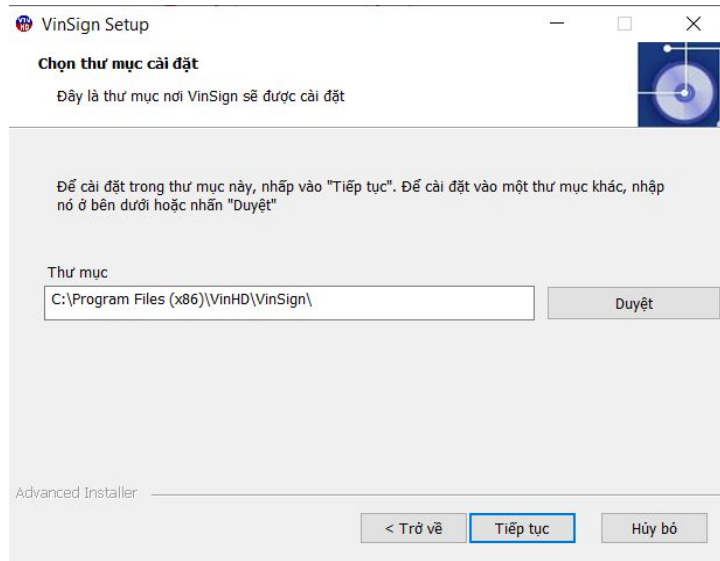 VinSign Setup
Chọn thư mục cài đặt
Đây là thư mục nơi VinSign sẽ được cài đặt
Để cài đặt trong thư mục này, nhấp vào "Tiếp tục". Để cài đặt vào một thư mục khác, nhập
nó ở bên dưới hoặc nhấn "Duyệt"
Thư mục
C:\Program Files (x86)\VinHD\VinSign\
Duyệt
Advanced Installer
< Trở về
Tiếp tục
Hủy bỏ